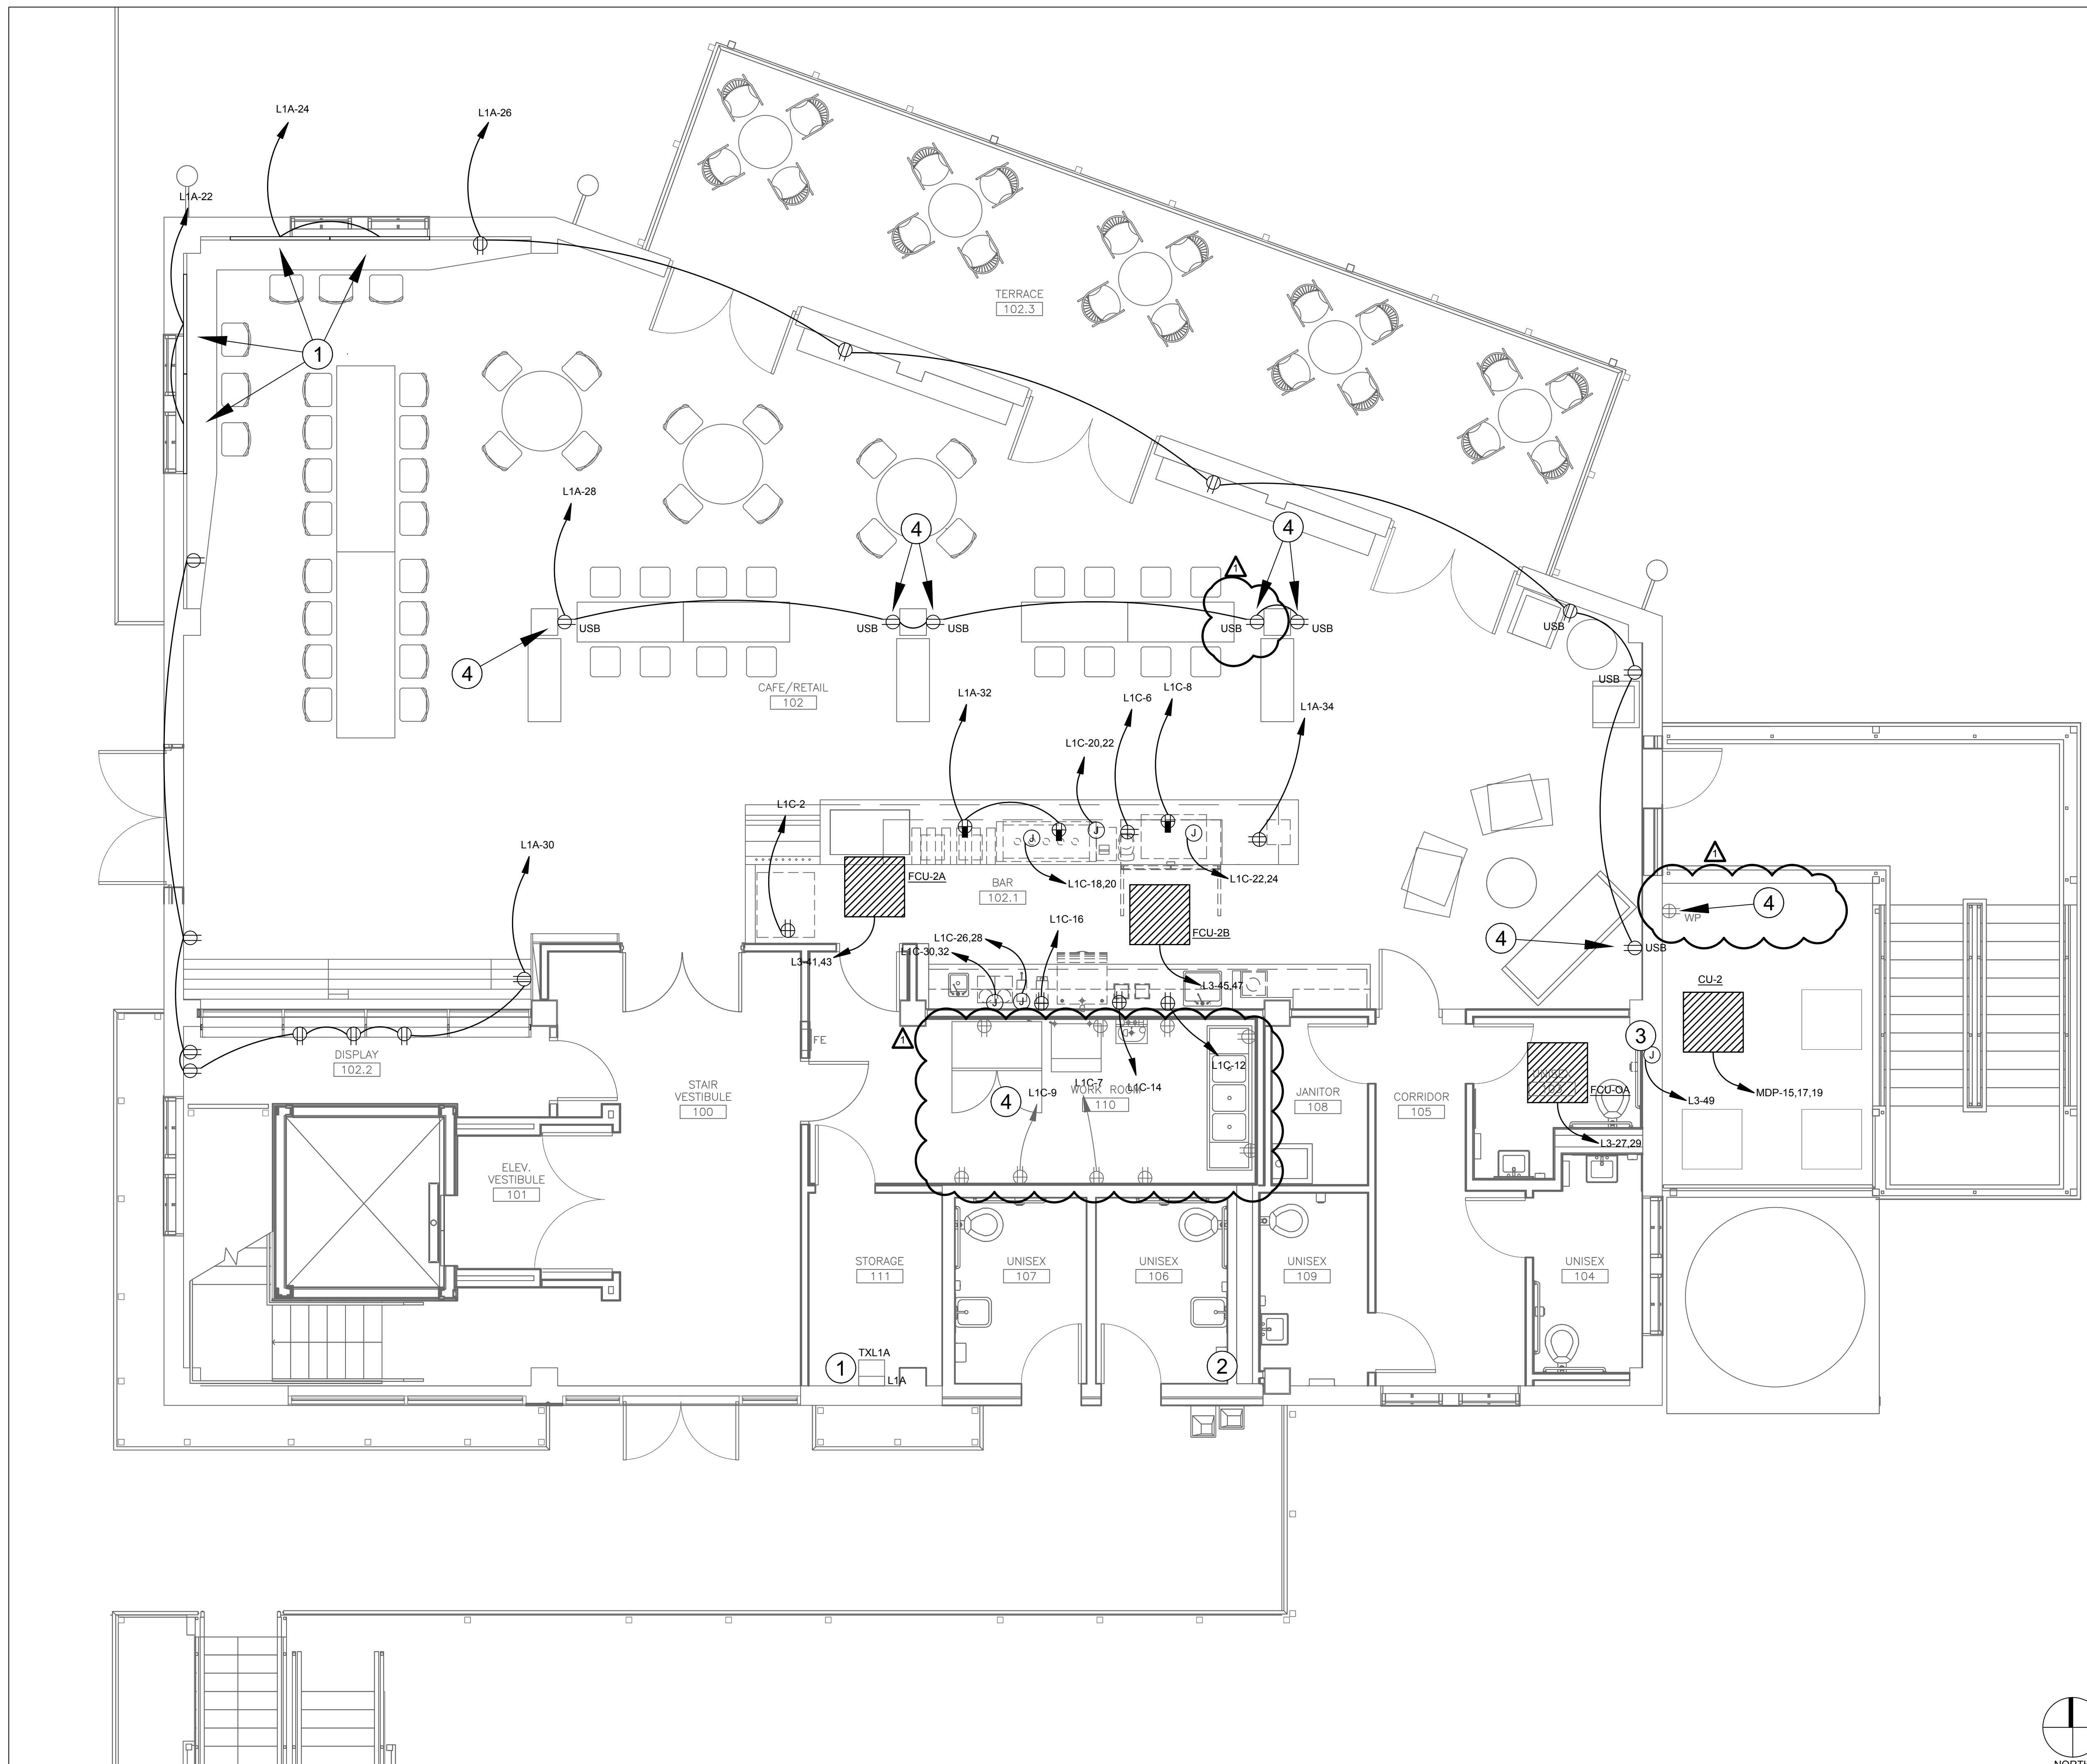 L1A-24
L1A-26
L1A-22
TERRACE
102.3
1
L1A-28
4
4
1
USB
USB
USB
USB
USB
USB
4
CAFE/RETAIL
102
USB
L1A-32
L1C-6
L1C-8
L1A-34
L1C-20,22
L1C-2
J
J
J
L1A-30
FCU-2A
BAR
102.1
L1C-18,20
L1C-22,24
1
4
WP
L1C-16
FCU-2B
L1C-26,28
L1C-30,32
L3-41,43
4
USB
L3-45,47
CU-2
J
J
1
FE
3
J
DISPLAY
102.2
STAIR
VESTIBULE
100
L1C-12
L1C-7
L1C-14
L1C-9
4
WORK ROOM
110
JANITOR
108
CORRIDOR
105
UNISEX
FCU-OA
L3-49
MDP-15,17,19
L3-27,29
ELEV.
VESTIBULE
101
STORAGE
111
UNISEX
107
UNISEX
106
UNISEX
109
UNISEX
104
1
TXL1A
L1A
2
NORTH